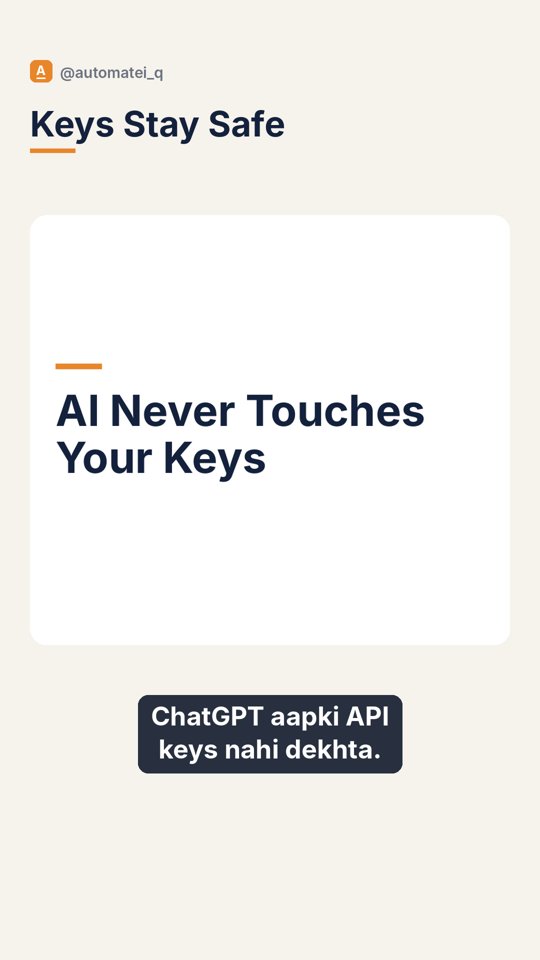 A
@automatei_q
Keys Stay Safe
AI Never Touches
Your Keys
ChatGPT aapki API
keys nahi dekhta.